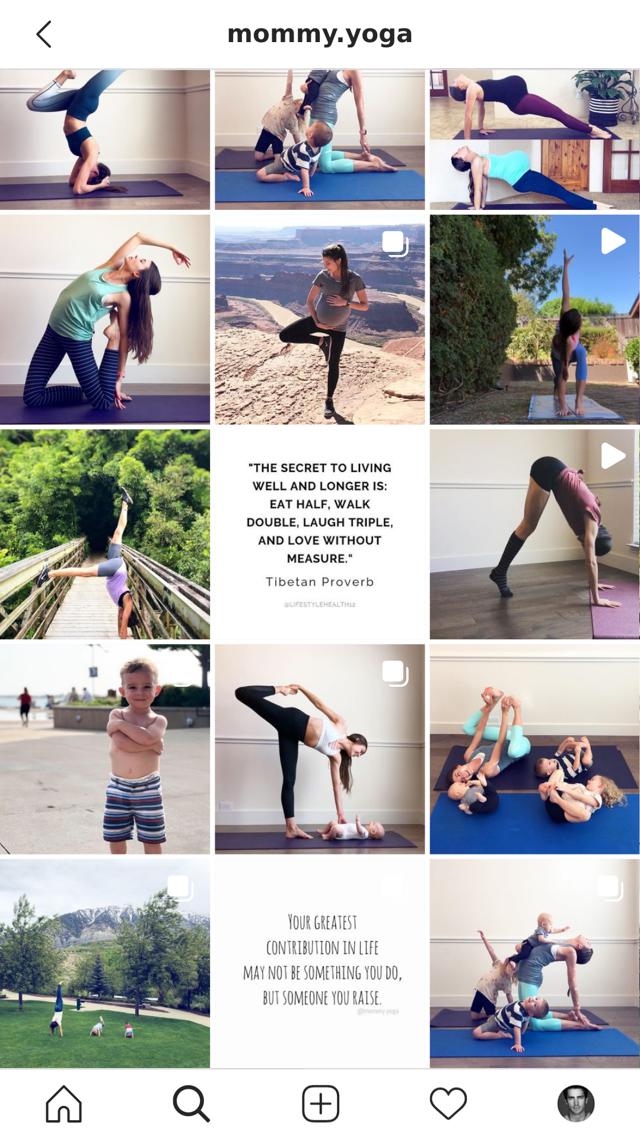 mommy.yoga
"THE SECRET TO LIVING
WELL AND LONGER IS:
EAT HALF, WALK
DOUBLE, LAUGH TRIPLE,
AND LOVE WITHOUT
MEASURE."
Tibetan Proverb
@LIFESTYLEHEALTH12
YOUR GREATEST
CONTRIBUTION IN LIFE
MAY NOT BE SOMETHING YOU DO,
BUT SOMEONE YOU RAISE.
@mommy.yoga